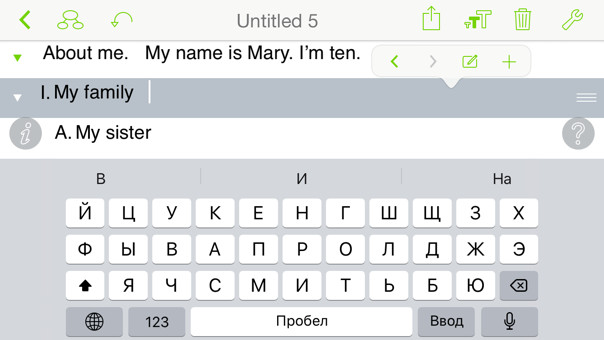 Untitled 5
About me. My name is Mary. I'm ten.
I. My family
A. My sister
В И На
Й Ц У К Е Н Г Ш Щ З Х
Ф Ы В А П Р О Л Д Ж Э
Я Ч С М И Т Ь Б Ю
123 Пробел Ввод